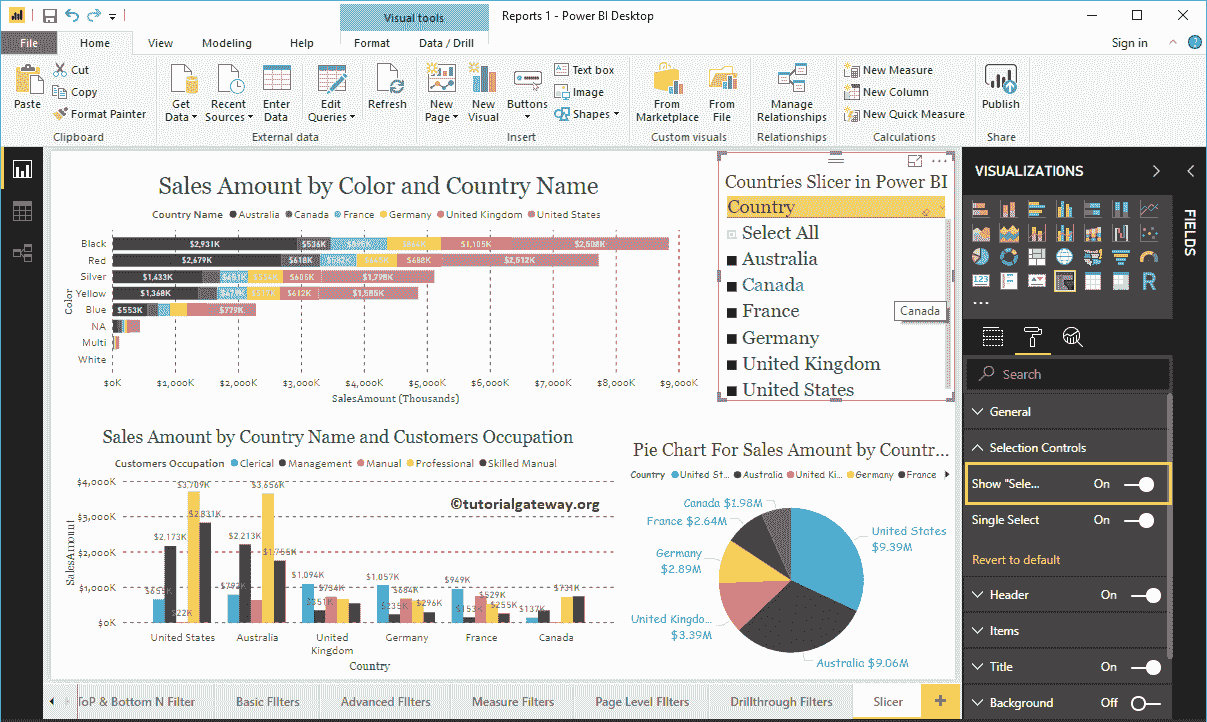 Visual tools
Reports 1 - Power BI Desktop
File
Home
View
Modeling
Help
Format
Data / Drill
Sign in
Paste
Cut
Copy
Format Painter
Clipboard
Get Data
Recent Sources
Enter Data
Edit Queries
External data
Refresh
New Page
New Visual
Buttons
Text box
Image
Shapes
Insert
From Marketplace
From File
Custom visuals
Manage Relationships
Relationships
New Measure
New Column
New Quick Measure
Calculations
Publish
Share
Sales Amount by Color and Country Name
Country Name Australia Canada France Germany United Kingdom United States
Color
Black $2,931K $536K $1,105K $2,508K
Red $2,679K $618K $688K $2,512K
Silver $1,433K $651K $605K $1,798K
Yellow $1,368K $612K $1,585K
Blue $553K $779K
NA
Multi
White
$0K $1,000K $2,000K $3,000K $4,000K $5,000K $6,000K $7,000K $8,000K $9,000K
SalesAmount (Thousands)
Countries Slicer in Power BI
Country
Select All
Australia
Canada
France
Canada
Germany
United Kingdom
United States
Sales Amount by Country Name and Customers Occupation
Customers Occupation Clerical Management Manual Professional Skilled Manual
SalesAmount
$4,000K
$3,000K
$2,000K
$1,000K
$0K
$3,709K
$2,831K
$2,173K
$655K
$22K
$3,656K
$2,213K
$1,755K
$792K
$1,094K
$734K
$351K
$1,057K
$684K
$235K
$296K
$949K
$529K
$153K
$255K
$137K
$731K
United States
Australia
United Kingdom
Germany
France
Canada
Country
©tutorialgateway.org
Pie Chart For Sales Amount by Countr...
Country United St... Australia United Ki... Germany France
Canada $1.98M
France $2.64M
Germany
$2.89M
United Kingdo...
$3.39M
United States
$9.39M
Australia $9.06M
VISUALIZATIONS
FIELDS
123
R
...
Search
General
Selection Controls
Show "Sele... On
Single Select On
Revert to default
Header On
Items
Title On
Background Off
ToP & Bottom N Filter
Basic FIlters
Advanced FIlters
Measure Filters
Page Level FIlters
Drillthrough Filters
Slicer
+